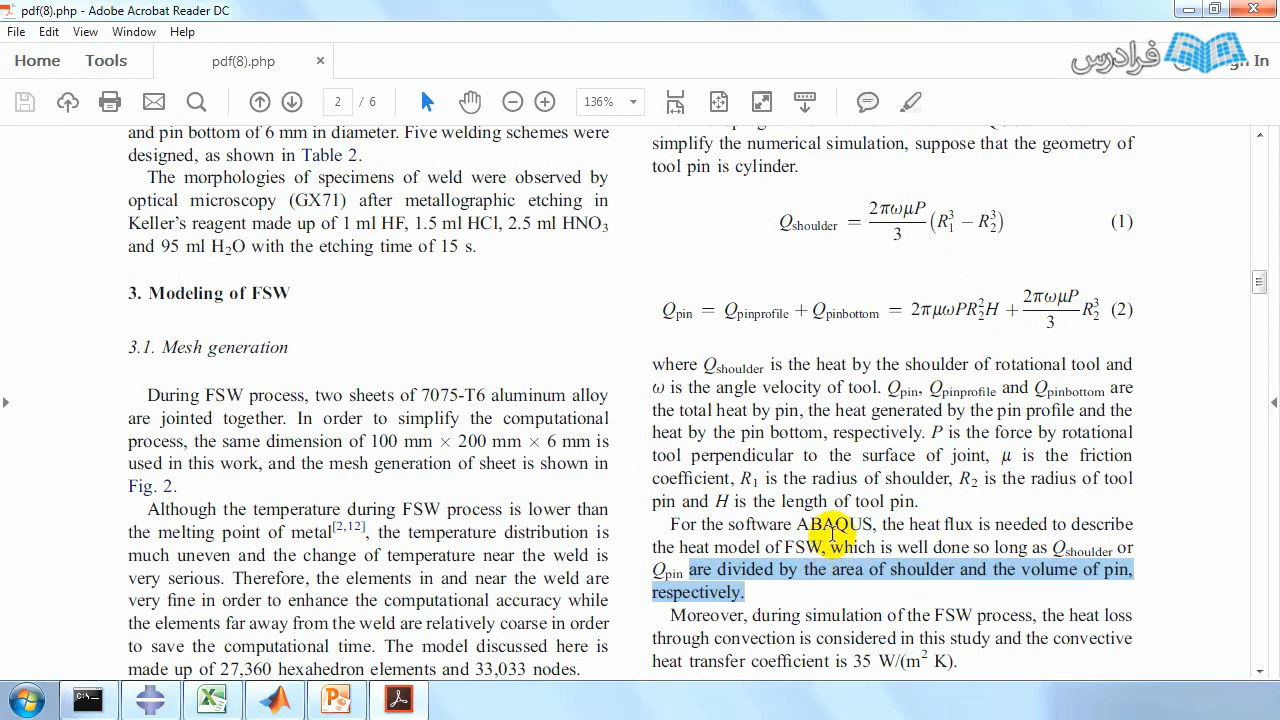 pdf(8).php - Adobe Acrobat Reader DC
File Edit View Window Help
Home Tools pdf(8).php × In
فرادرس
2 / 6 136%
and pin bottom of 6 mm in diameter. Five welding schemes were
designed, as shown in Table 2.
The morphologies of specimens of weld were observed by
optical microscopy (GX71) after metallographic etching in
Keller's reagent made up of 1 ml HF, 1.5 ml HCl, 2.5 ml HNO₃
and 95 ml H₂O with the etching time of 15 s.
3. Modeling of FSW
3.1. Mesh generation
During FSW process, two sheets of 7075-T6 aluminum alloy
are jointed together. In order to simplify the computational
process, the same dimension of 100 mm × 200 mm × 6 mm is
used in this work, and the mesh generation of sheet is shown in
Fig. 2.
Although the temperature during FSW process is lower than
the melting point of metal[2,12], the temperature distribution is
much uneven and the change of temperature near the weld is
very serious. Therefore, the elements in and near the weld are
very fine in order to enhance the computational accuracy while
the elements far away from the weld are relatively coarse in order
to save the computational time. The model discussed here is
made up of 27,360 hexahedron elements and 33,033 nodes.
simplify the numerical simulation, suppose that the geometry of
tool pin is cylinder.
Qshoulder = 2πωμP/3 (R₁³ − R₂³) (1)
Qpin = Qpinprofile + Qpinbottom = 2πμωPR₂²H + 2πωμP/3 R₂³ (2)
where Qshoulder is the heat by the shoulder of rotational tool and
ω is the angle velocity of tool. Qpin, Qpinprofile and Qpinbottom are
the total heat by pin, the heat generated by the pin profile and the
heat by the pin bottom, respectively. P is the force by rotational
tool perpendicular to the surface of joint, μ is the friction
coefficient, R₁ is the radius of shoulder, R₂ is the radius of tool
pin and H is the length of tool pin.
For the software ABAQUS, the heat flux is needed to describe
the heat model of FSW, which is well done so long as Qshoulder or
Qpin are divided by the area of shoulder and the volume of pin,
respectively.
Moreover, during simulation of the FSW process, the heat loss
through convection is considered in this study and the convective
heat transfer coefficient is 35 W/(m² K).